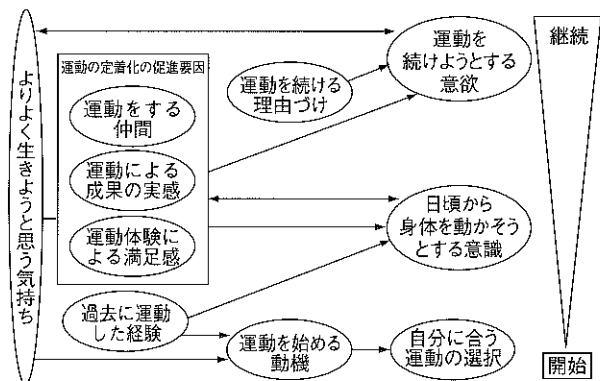 よりよく生きようと思う気持ち
運動の定着化の促進要因
運動をする
仲間
運動による
成果の実感
運動体験に
よる満足感
過去に運動
した経験
運動を続ける
理由づけ
運動を
続けようとする
意欲
日頃から
身体を動かそう
とする意識
運動を始める
動機
自分に合う
運動の選択
継続
開始